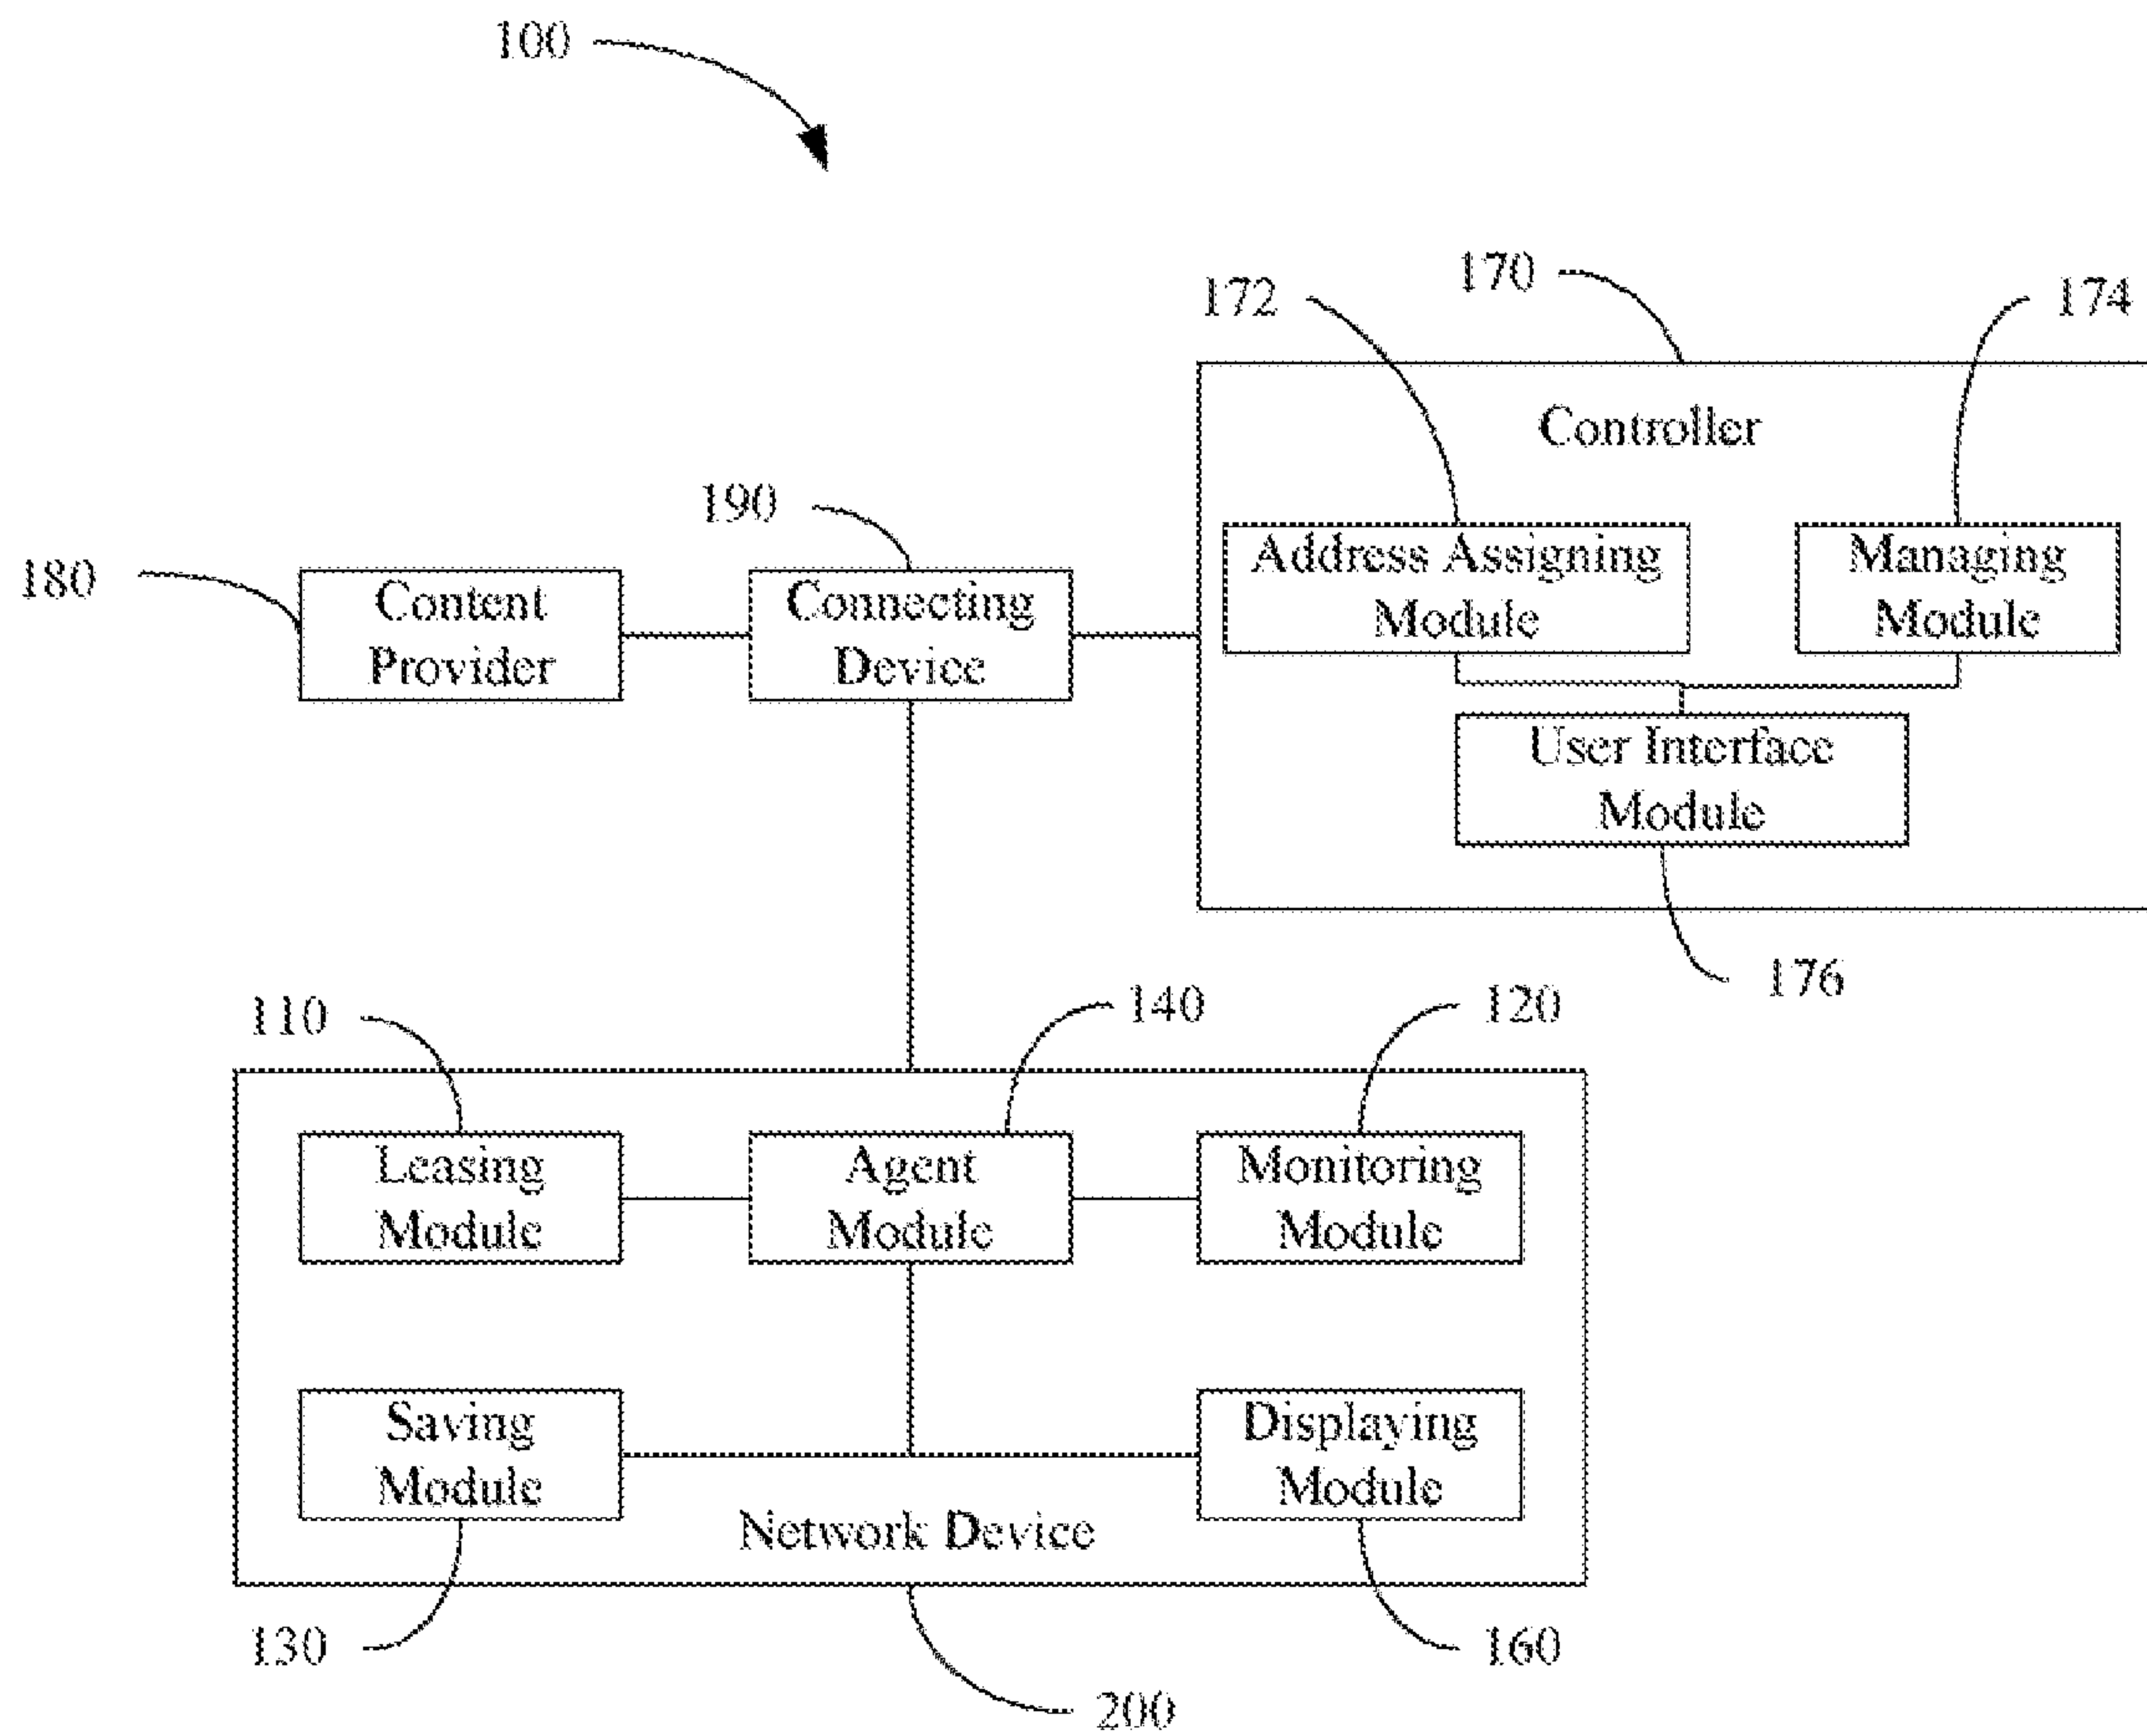 100
170
172
174
Controller
190
180
Address Assigning
Module
Managing
Module
Content
Provider
Connecting
Device
User Interface
Module
176
110
140
120
Leasing
Module
Agent
Module
Monitoring
Module
Saving
Module
Displaying
Module
Network Device
130
160
200